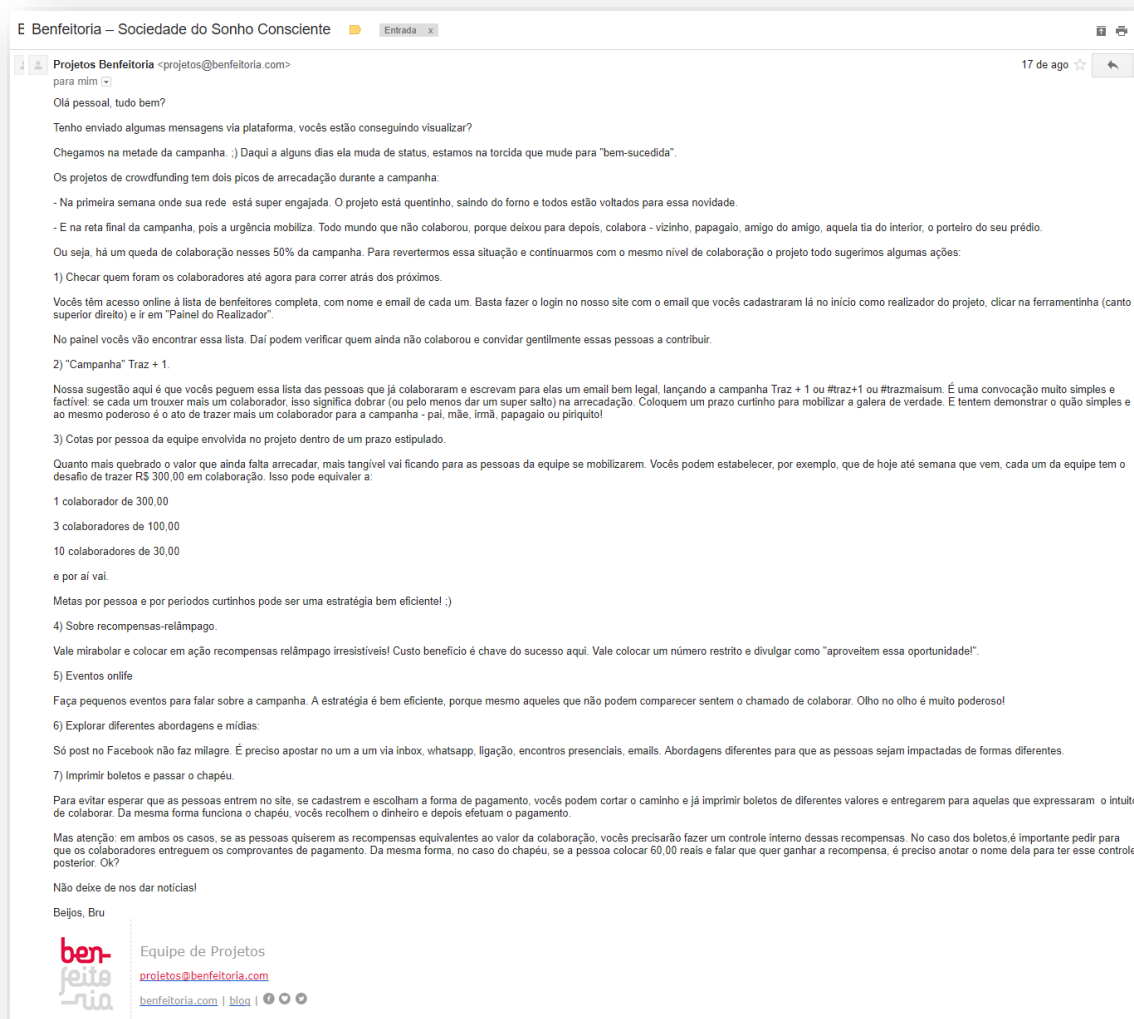 E Benfeitoria – Sociedade do Sonho Consciente Entrada x
Projetos Benfeitoria <projetos@benfeitoria.com> 17 de ago
para mim
Olá pessoal, tudo bem?
Tenho enviado algumas mensagens via plataforma, vocês estão conseguindo visualizar?
Chegamos na metade da campanha. ;) Daqui a alguns dias ela muda de status, estamos na torcida que mude para "bem-sucedida".
Os projetos de crowdfunding tem dois picos de arrecadação durante a campanha:
- Na primeira semana onde sua rede está super engajada. O projeto está quentinho, saindo do forno e todos estão voltados para essa novidade.
- E na reta final da campanha, pois a urgência mobiliza. Todo mundo que não colaborou, porque deixou para depois, colabora - vizinho, papagaio, amigo do amigo, aquela tia do interior, o porteiro do seu prédio.
Ou seja, há um queda de colaboração nesses 50% da campanha. Para revertermos essa situação e continuarmos com o mesmo nível de colaboração o projeto todo sugerimos algumas ações:
1) Checar quem foram os colaboradores até agora para correr atrás dos próximos.
Vocês têm acesso online à lista de benfeitores completa, com nome e email de cada um. Basta fazer o login no nosso site com o email que vocês cadastraram lá no início como realizador do projeto, clicar na ferramentinha (canto
superior direito) e ir em "Painel do Realizador".
No painel vocês vão encontrar essa lista. Daí podem verificar quem ainda não colaborou e convidar gentilmente essas pessoas a contribuir.
2) "Campanha" Traz + 1.
Nossa sugestão aqui é que vocês peguem essa lista das pessoas que já colaboraram e escrevam para elas um email bem legal, lançando a campanha Traz + 1 ou #traz+1 ou #trazmaisum. É uma convocação muito simples e
factível: se cada um trouxer mais um colaborador, isso significa dobrar (ou pelo menos dar um super salto) na arrecadação. Coloquem um prazo curtinho para mobilizar a galera de verdade. E tentem demonstrar o quão simples e
ao mesmo poderoso é o ato de trazer mais um colaborador para a campanha - pai, mãe, irmã, papagaio ou piriquito!
3) Cotas por pessoa da equipe envolvida no projeto dentro de um prazo estipulado.
Quanto mais quebrado o valor que ainda falta arrecadar, mais tangível vai ficando para as pessoas da equipe se mobilizarem. Vocês podem estabelecer, por exemplo, que de hoje até semana que vem, cada um da equipe tem o
desafio de trazer R$ 300,00 em colaboração. Isso pode equivaler a:
1 colaborador de 300,00
3 colaboradores de 100,00
10 colaboradores de 30,00
e por aí vai.
Metas por pessoa e por períodos curtinhos pode ser uma estratégia bem eficiente! ;)
4) Sobre recompensas-relâmpago.
Vale mirabolar e colocar em ação recompensas relâmpago irresistíveis! Custo benefício é chave do sucesso aqui. Vale colocar um número restrito e divulgar como "aproveitem essa oportunidade!".
5) Eventos onlife
Faça pequenos eventos para falar sobre a campanha. A estratégia é bem eficiente, porque mesmo aqueles que não podem comparecer sentem o chamado de colaborar. Olho no olho é muito poderoso!
6) Explorar diferentes abordagens e mídias:
Só post no Facebook não faz milagre. É preciso apostar no um a um via inbox, whatsapp, ligação, encontros presenciais, emails. Abordagens diferentes para que as pessoas sejam impactadas de formas diferentes.
7) Imprimir boletos e passar o chapéu.
Para evitar esperar que as pessoas entrem no site, se cadastrem e escolham a forma de pagamento, vocês podem cortar o caminho e já imprimir boletos de diferentes valores e entregarem para aquelas que expressaram o intuito
de colaborar. Da mesma forma funciona o chapéu, vocês recolhem o dinheiro e depois efetuam o pagamento.
Mas atenção: em ambos os casos, se as pessoas quiserem as recompensas equivalentes ao valor da colaboração, vocês precisarão fazer um controle interno dessas recompensas. No caso dos boletos,é importante pedir para
que os colaboradores entreguem os comprovantes de pagamento. Da mesma forma, no caso do chapéu, se a pessoa colocar 60,00 reais e falar que quer ganhar a recompensa, é preciso anotar o nome dela para ter esse controle
posterior. Ok?
Não deixe de nos dar notícias!
Beijos, Bru
ben-
feito
ria
Equipe de Projetos
projetos@benfeitoria.com
benfeitoria.com | blog |